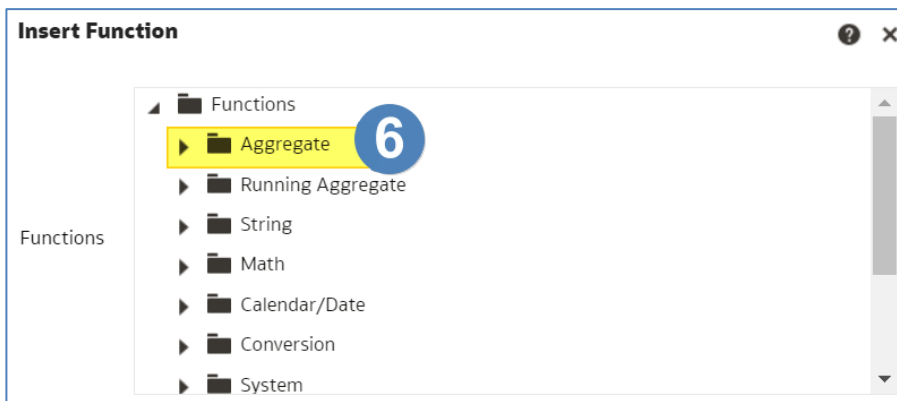 Insert Function
?
Functions
Aggregate 6
Running Aggregate
String
Functions
Math
Calendar/Date
Conversion
System